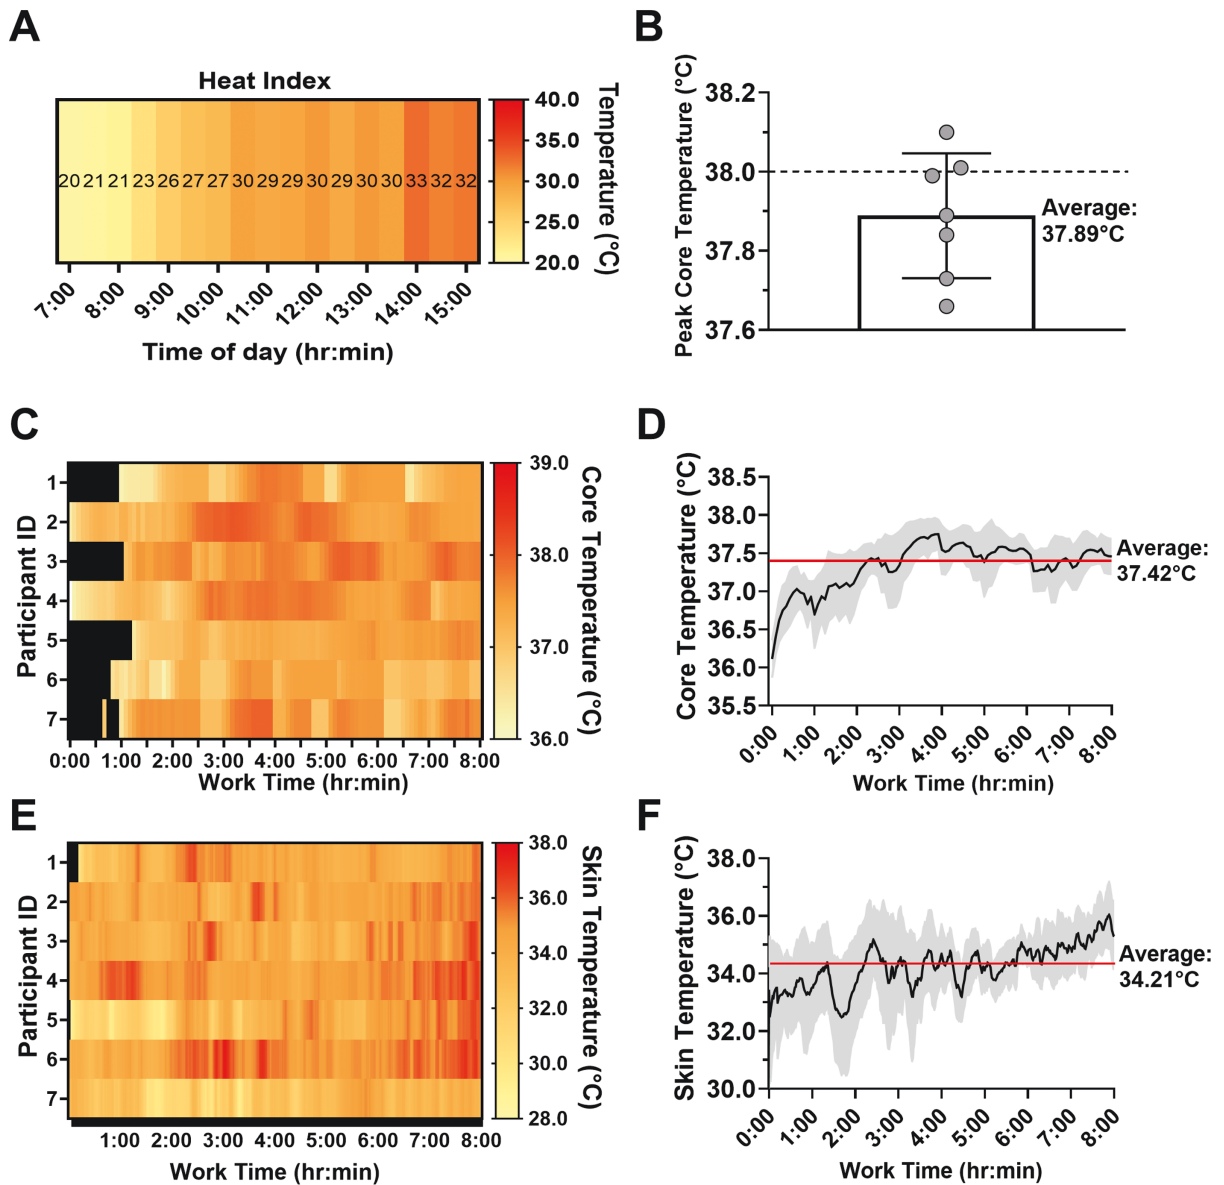 A
Heat Index
20 21 21 23 26 27 27 30 29 29 30 29 30 30 33 32 32
7:00 8:00 9:00 10:00 11:00 12:00 13:00 14:00 15:00
Time of day (hr:min)
40.0
35.0
30.0
25.0
20.0
Temperature (°C)
B
Peak Core Temperature (°C)
38.2
38.0
37.8
37.6
Average:
37.89°C
C
Participant ID
1
2
3
4
5
6
7
0:00 1:00 2:00 3:00 4:00 5:00 6:00 7:00 8:00
Work Time (hr:min)
39.0
38.0
37.0
36.0
Core Temperature (°C)
D
Core Temperature (°C)
38.5
38.0
37.5
37.0
36.5
36.0
35.5
Average:
37.42°C
0:00 1:00 2:00 3:00 4:00 5:00 6:00 7:00 8:00
Work Time (hr:min)
E
Participant ID
1
2
3
4
5
6
7
1:00 2:00 3:00 4:00 5:00 6:00 7:00 8:00
Work Time (hr:min)
38.0
36.0
34.0
32.0
30.0
28.0
Skin Temperature (°C)
F
Skin Temperature (°C)
38.0
36.0
34.0
32.0
30.0
Average:
34.21°C
0:00 1:00 2:00 3:00 4:00 5:00 6:00 7:00 8:00
Work Time (hr:min)